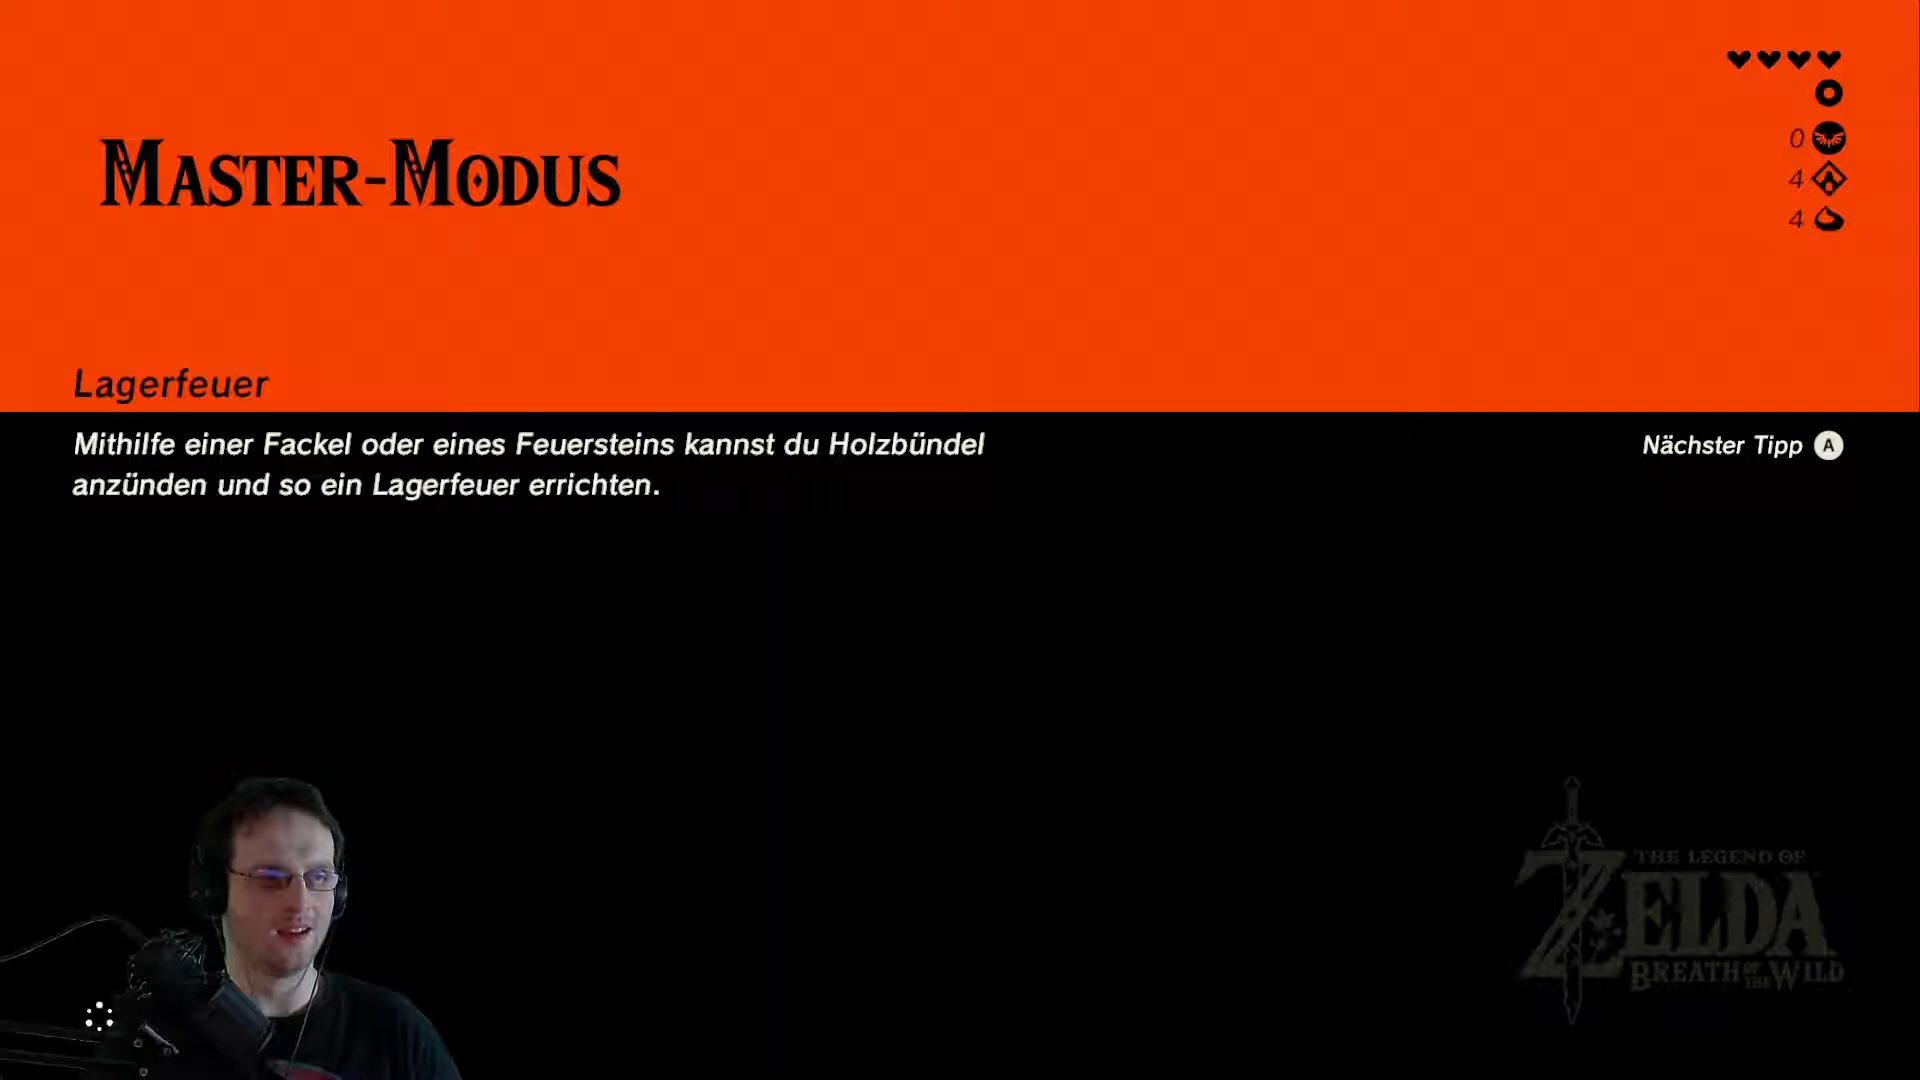 MASTER-MODUS
0
4
4
Lagerfeuer
Mithilfe einer Fackel oder eines Feuersteins kannst du Holzbündel
anzünden und so ein Lagerfeuer errichten.
Nächster Tipp A
THE LEGEND OF
ZELDA
BREATH OF THE WILD